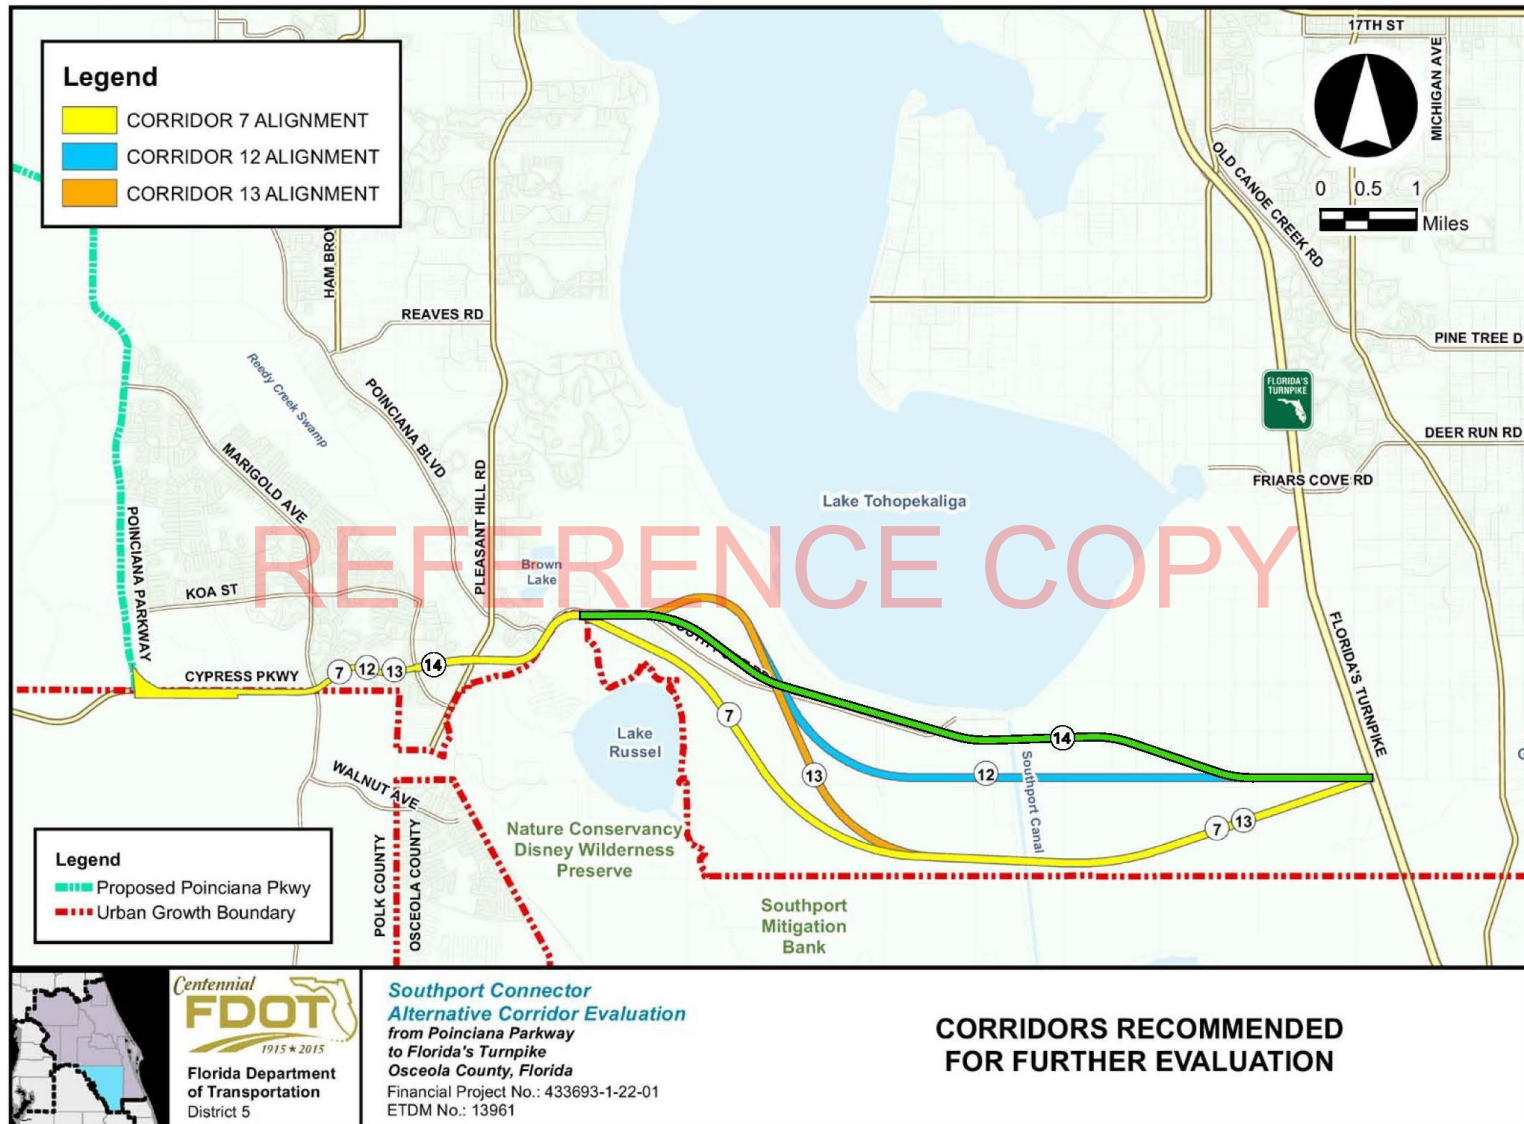 Legend
CORRIDOR 7 ALIGNMENT
CORRIDOR 12 ALIGNMENT
CORRIDOR 13 ALIGNMENT
17TH ST
MICHIGAN AVE
OLD CANOE CREEK RD
0 0.5 1
Miles
HAM BROW
REAVES RD
PINE TREE D
Reedy Creek Swamp
POINCIANA BLVD
FLORIDA'S
TURNPIKE
DEER RUN RD
MARIGOLD AVE
PLEASANT HILL RD
FRIARS COVE RD
Lake Tohopekaliga
POINCIANA PARKWAY
REFERENCE COPY
Brown
Lake
KOA ST
CYPRESS PKWY
7
12
13
14
FLORIDA'S TURNPIKE
7
Lake
Russel
14
13
12
Southport Canal
WALNUT AVE
7
13
Nature Conservancy
Disney Wilderness
Preserve
POLK COUNTY
OSCEOLA COUNTY
Southport
Mitigation
Bank
Legend
Proposed Poinciana Pkwy
Urban Growth Boundary
Centennial
FDOT
1915 ★ 2015
Florida Department
of Transportation
District 5
Southport Connector
Alternative Corridor Evaluation
from Poinciana Parkway
to Florida's Turnpike
Osceola County, Florida
Financial Project No.: 433693-1-22-01
ETDM No.: 13961
CORRIDORS RECOMMENDED
FOR FURTHER EVALUATION